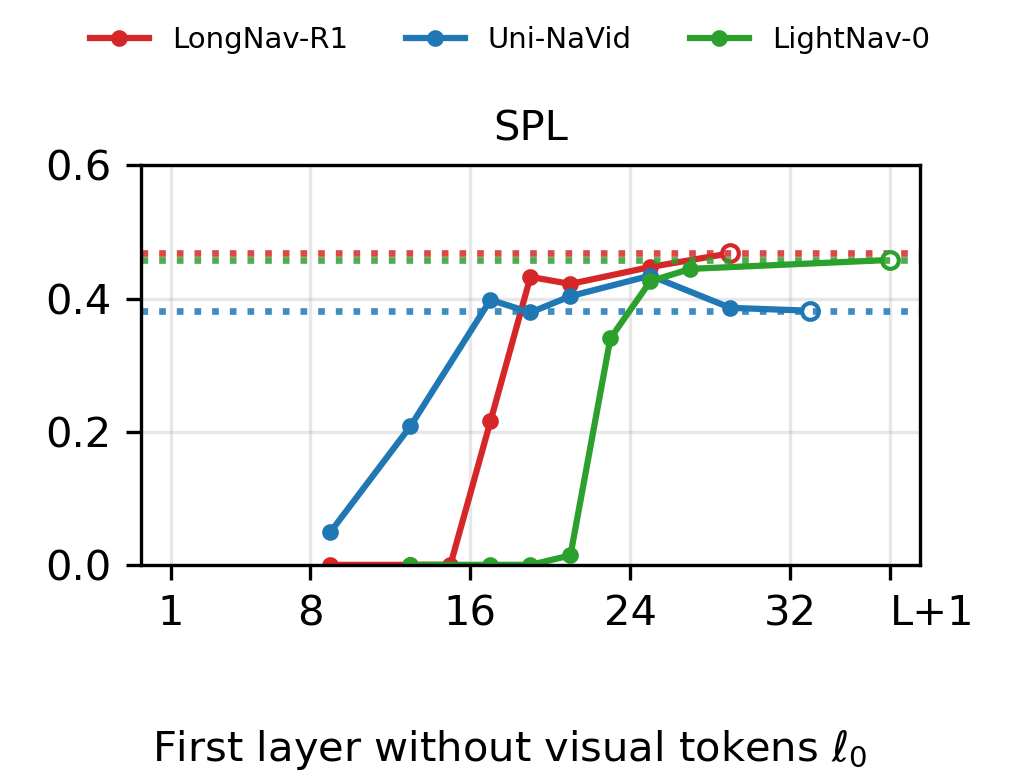 LongNav-R1 Uni-NaVid LightNav-0
SPL
0.6
0.4
0.2
0.0
1 8 16 24 32 L+1
First layer without visual tokens ℓ₀